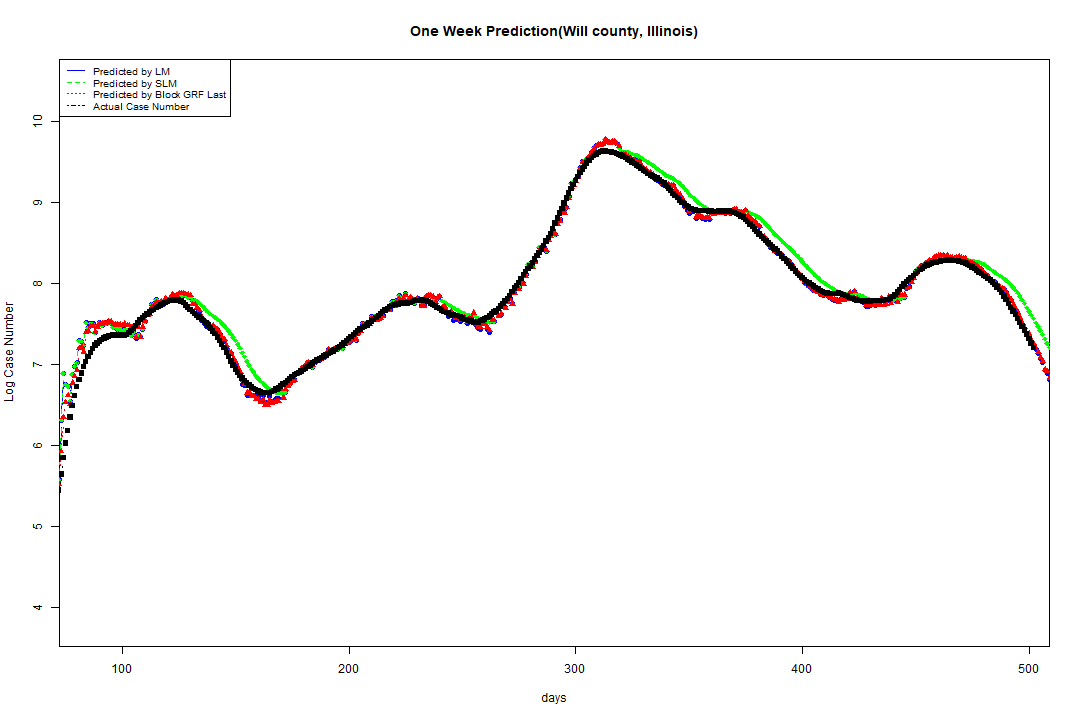 One Week Prediction(Will county, Illinois)
Predicted by LM
Predicted by SLM
Predicted by Block GRF Last
Actual Case Number
10
9
8
7
6
5
4
Log Case Number
100 200 300 400 500
days